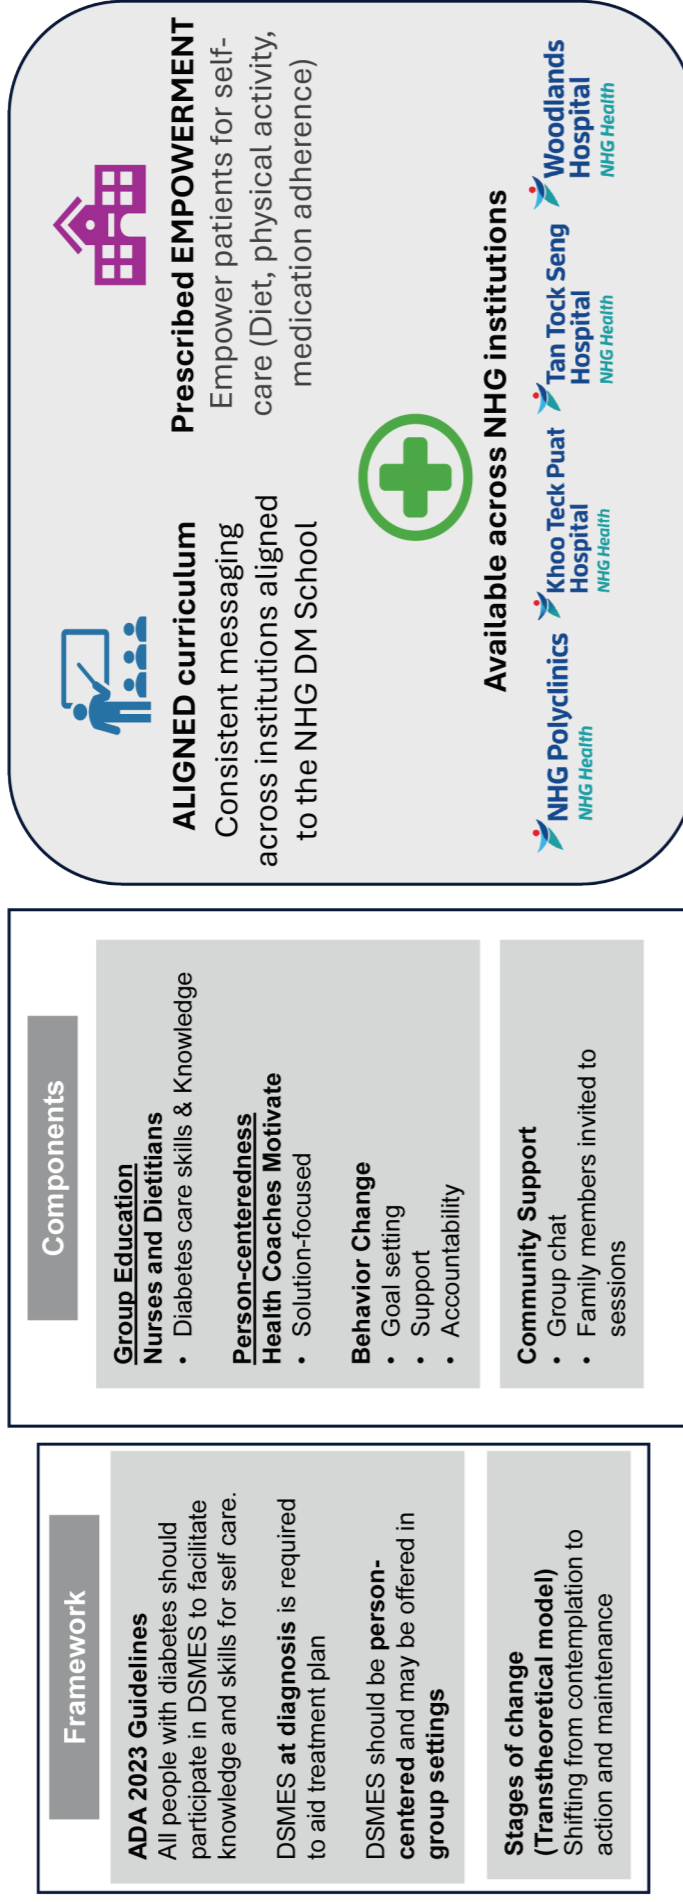 Framework
ADA 2023 Guidelines
All people with diabetes should
participate in DSMES to facilitate
knowledge and skills for self care.
DSMES at diagnosis is required
to aid treatment plan
DSMES should be person-
centered and may be offered in
group settings
Stages of change
(Transtheoretical model)
Shifting from contemplation to
action and maintenance
Components
Group Education
Nurses and Dietitians
• Diabetes care skills & Knowledge
Person-centeredness
Health Coaches Motivate
• Solution-focused
Behavior Change
• Goal setting
• Support
• Accountability
Community Support
• Group chat
• Family members invited to
sessions
ALIGNED curriculum
Consistent messaging
across institutions aligned
to the NHG DM School
Prescribed EMPOWERMENT
Empower patients for self-
care (Diet, physical activity,
medication adherence)
Available across NHG institutions
NHG Polyclinics
NHG Health
Khoo Teck Puat
Hospital
NHG Health
Tan Tock Seng
Hospital
NHG Health
Woodlands
Hospital
NHG Health